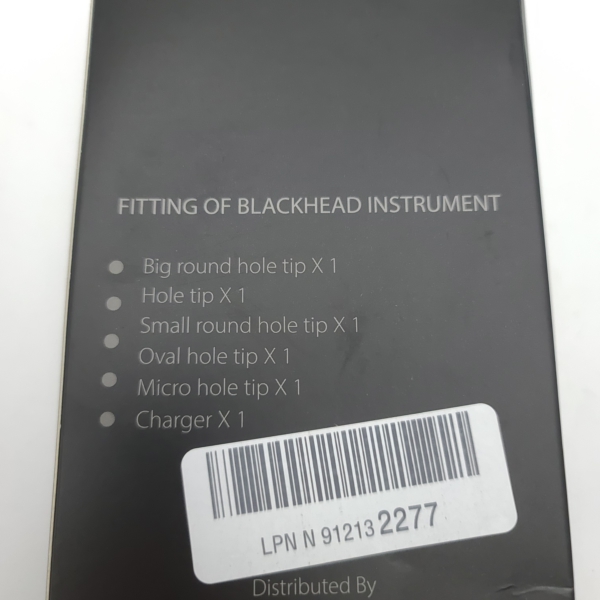 FITTING OF BLACKHEAD INSTRUMENT
Big round hole tip X 1
Hole tip X 1
Small round hole tip X 1
Oval hole tip X 1
Micro hole tip X 1
Charger X 1
LPN N 91213 2277
Distributed By